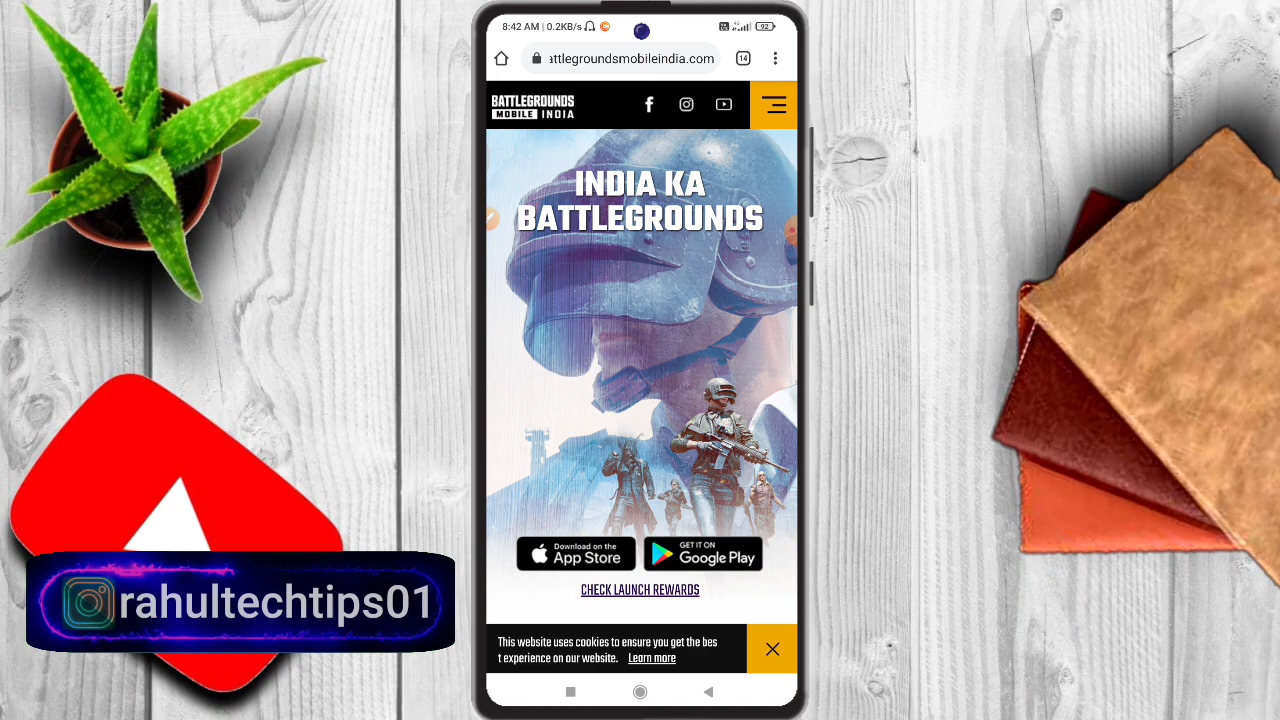 8:42 AM | 0.2KB/s
92
attlegroundsmobileindia.com
14
BATTLEGROUNDS
MOBILE INDIA
INDIA KA
BATTLEGROUNDS
Download on the
App Store
GET IT ON
Google Play
CHECK LAUNCH REWARDS
This website uses cookies to ensure you get the bes
t experience on our website. Learn more
rahultechtips01